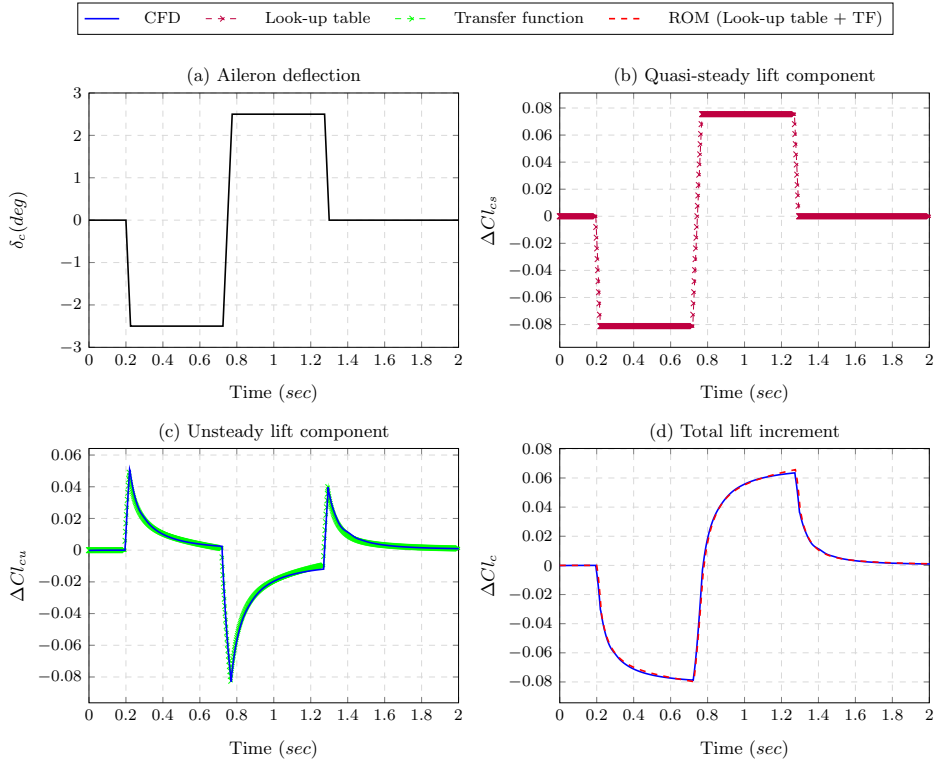 CFD Look-up table Transfer function ROM (Look-up table + TF)
(a) Aileron deflection
3
2
1
0
−1
−2
−3
δc(deg)
0 0.2 0.4 0.6 0.8 1 1.2 1.4 1.6 1.8 2
Time (sec)
(b) Quasi-steady lift component
0.08
0.06
0.04
0.02
0
−0.02
−0.04
−0.06
−0.08
ΔClcs
0 0.2 0.4 0.6 0.8 1 1.2 1.4 1.6 1.8 2
Time (sec)
(c) Unsteady lift component
0.06
0.04
0.02
0
−0.02
−0.04
−0.06
−0.08
ΔClcu
0 0.2 0.4 0.6 0.8 1 1.2 1.4 1.6 1.8 2
Time (sec)
(d) Total lift increment
0.08
0.06
0.04
0.02
0
−0.02
−0.04
−0.06
−0.08
ΔClc
0 0.2 0.4 0.6 0.8 1 1.2 1.4 1.6 1.8 2
Time (sec)